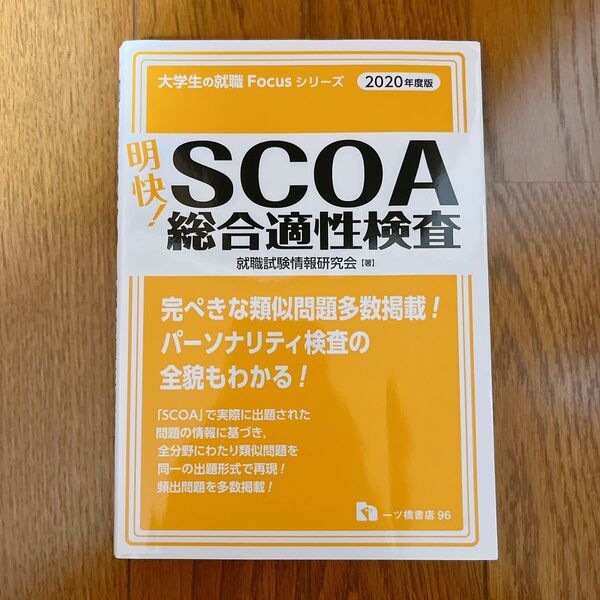 大学生の就職 Focus シリーズ 2020年度版
明快!
SCOA
総合適性検査
就職試験情報研究会【著】
完ぺきな類似問題多数掲載!
パーソナリティ検査の
全貌もわかる!
「SCOA」で実際に出題された
問題の情報に基づき,
全分野にわたり類似問題を
同一の出題形式で再現!
頻出問題を多数掲載!
一ツ橋書店 96